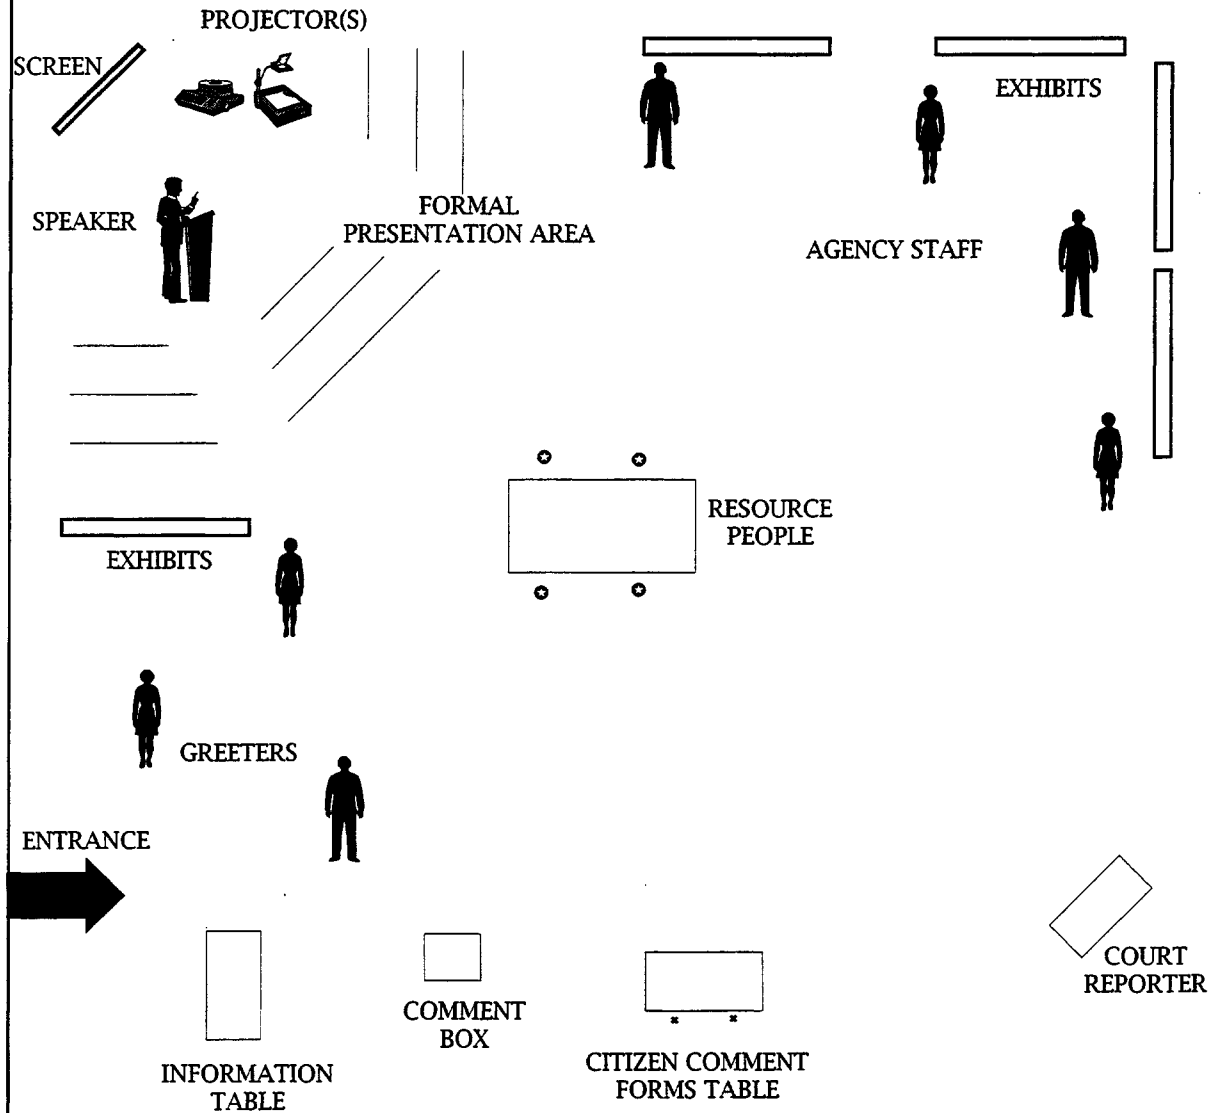 PROJECTOR(S)
SCREEN
EXHIBITS
SPEAKER
FORMAL
PRESENTATION AREA
AGENCY STAFF
RESOURCE
PEOPLE
EXHIBITS
GREETERS
ENTRANCE
COURT
REPORTER
COMMENT
BOX
CITIZEN COMMENT
FORMS TABLE
INFORMATION
TABLE